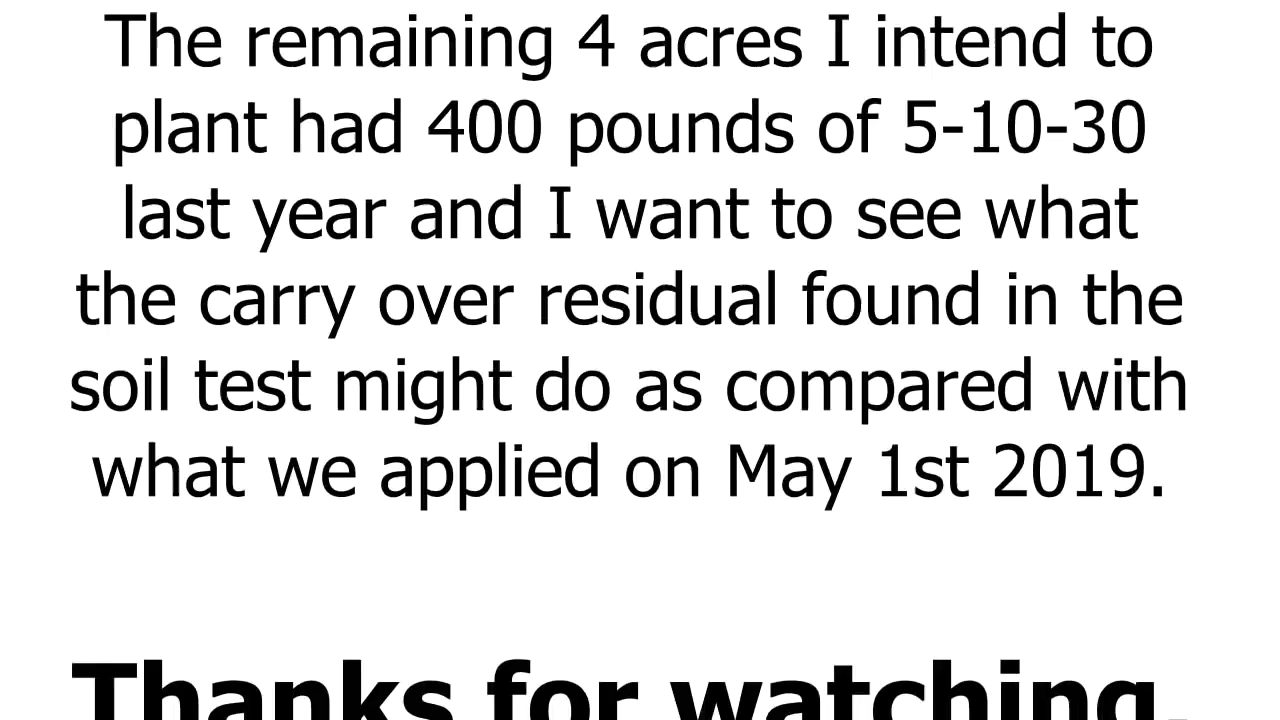 The remaining 4 acres I intend to
plant had 400 pounds of 5-10-30
last year and I want to see what
the carry over residual found in the
soil test might do as compared with
what we applied on May 1st 2019.
Thanks for watching.